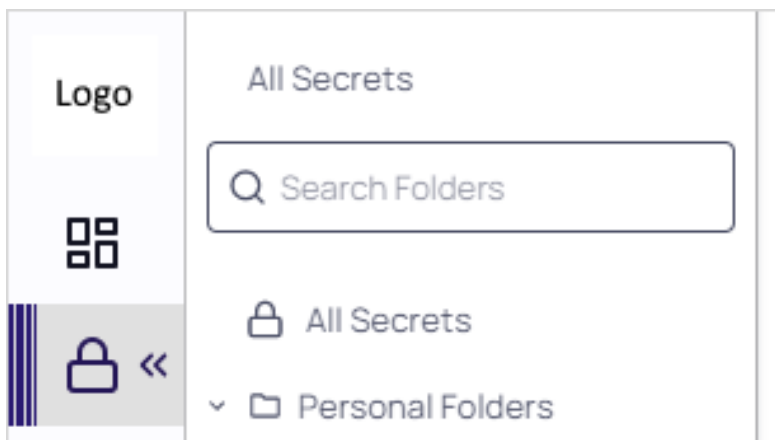 Logo
All Secrets
Search Folders
All Secrets
Personal Folders